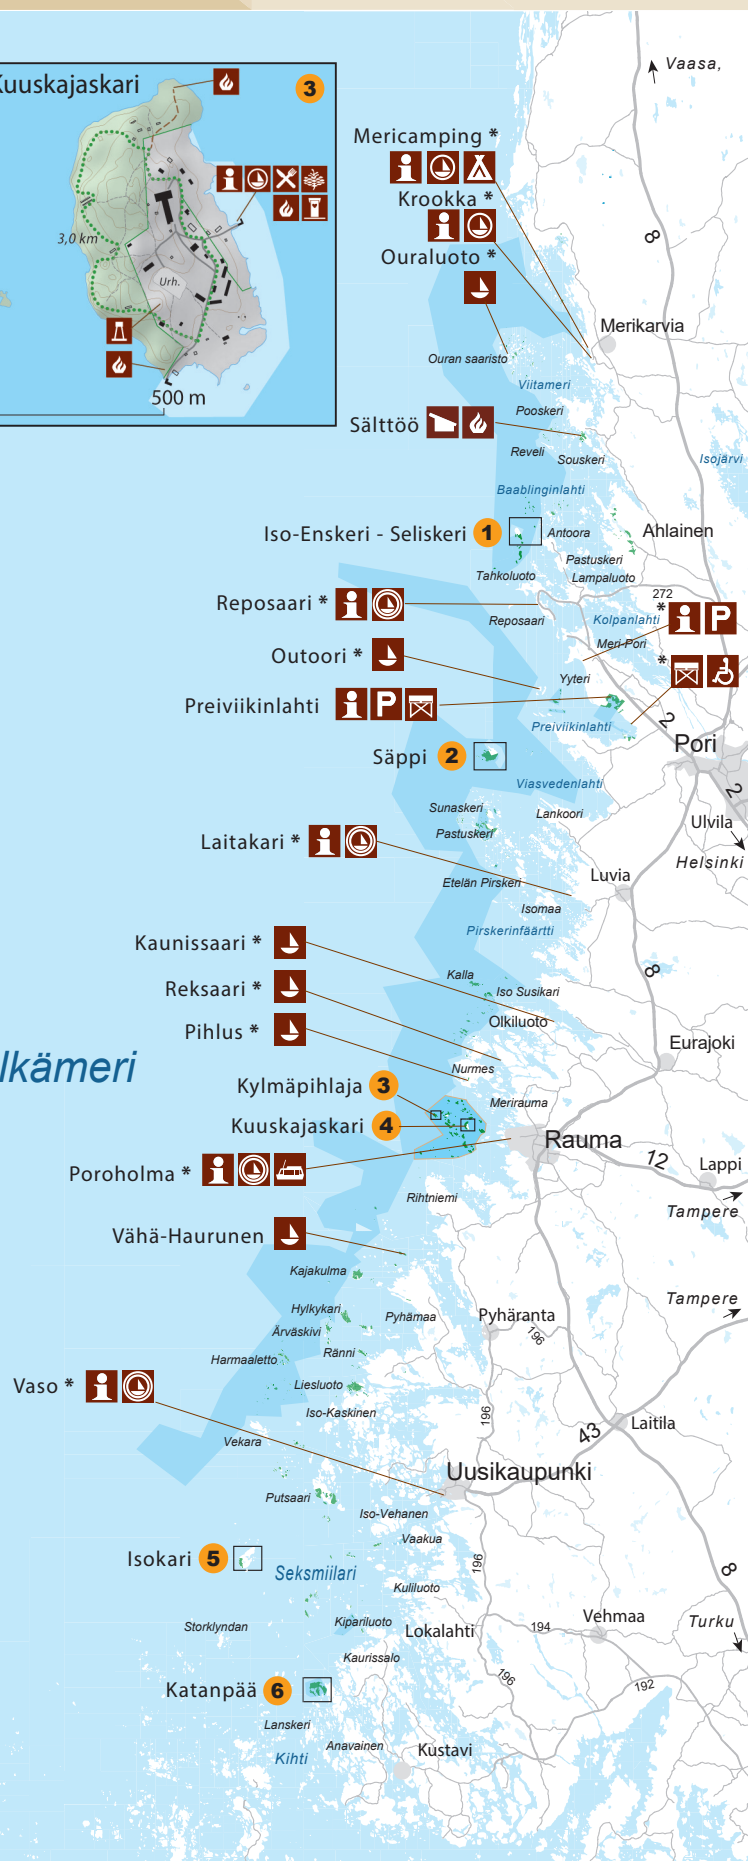 Kuuskajaskari
3
3,0 km
Urh.
500 m
Vaasa,
Mericamping *
Krookka *
Ouraluoto *
8
Merikarvia
Ouran saaristo
Viitameri
Pooskeri
Sälttöö
Reveli
Souskeri
Isojärvi
Baablinginlahti
Iso-Enskeri - Seliskeri 1
Antoora
Ahlainen
Pastuskeri
Tahkoluoto
Lampaluoto
272
Reposaari *
Reposaari
Kolpanlahti
* P
Meri-Pori
Outoori *
*
Yyteri
Preiviikinlahti P
2
Preiviikinlahti
Pori
Säppi 2
Viasvedenlahti
2
Sunaskeri
Lankoori
Pastuskeri
Ulvila
Laitakari *
Helsinki
Etelän Pirskeri
Luvia
Isomaa
Pirskerinfäärtti
Kaunissaari *
Kalla
8
Reksaari *
Iso Susikari
Olkiluoto
Pihlus *
Eurajoki
lkämeri
Nurmes
Kylmäpihlaja 3
Merirauma
Kuuskajaskari 4
Rauma
12
Lappi
Poroholma *
Rihtniemi
Tampere
Vähä-Haurunen
Kajakulma
Tampere
Hylkykari
Pyhämaa
Pyhäranta
Ärväskivi
196
Ränni
Harmaaletto
Vaso *
Liesluoto
Iso-Kaskinen
196
43
Laitila
Vekara
Uusikaupunki
Putsaari
Iso-Vehanen
Vaakua
Isokari 5
196
8
Seksmiilari
Kuliluoto
Storklyndan
Kipariluoto
Lokalahti
194
Vehmaa
Turku
Kaurissalo
196
192
Katanpää 6
Lanskeri
Anavainen
Kustavi
Kihti